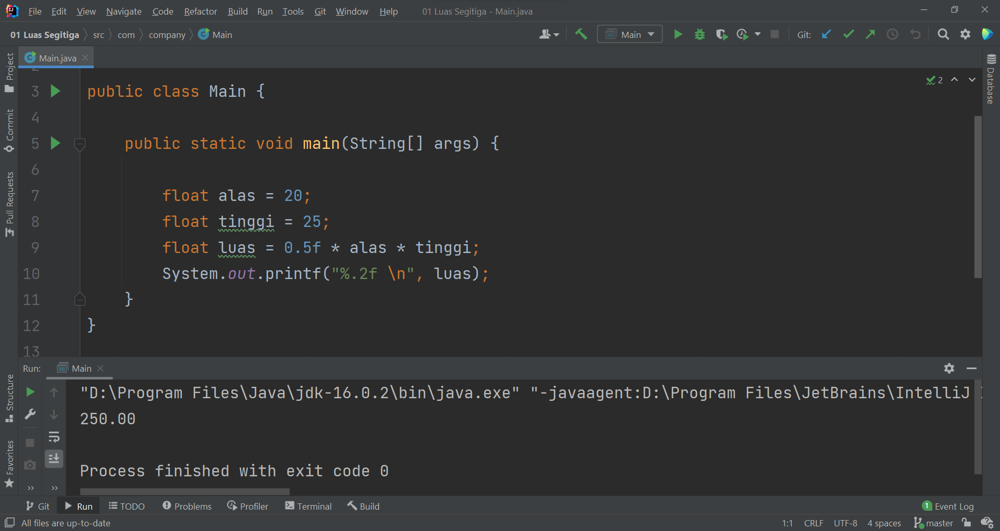 File Edit View Navigate Code Refactor Build Run Tools Git Window Help 01 Luas Segitiga - Main.java
01 Luas Segitiga src com company Main Main Git:
Project
Commit
Pull Requests
Structure
Favorites
Database
Main.java
2
3 public class Main {
4
5 public static void main(String[] args) {
6
7 float alas = 20;
8 float tinggi = 25;
9 float luas = 0.5f * alas * tinggi;
10 System.out.printf("%.2f \n", luas);
11 }
12 }
13
Run: Main
"D:\Program Files\Java\jdk-16.0.2\bin\java.exe" "-javaagent:D:\Program Files\JetBrains\IntelliJ
250.00
Process finished with exit code 0
Git Run TODO Problems Profiler Terminal Build 1 Event Log
All files are up-to-date 1:1 CRLF UTF-8 4 spaces master